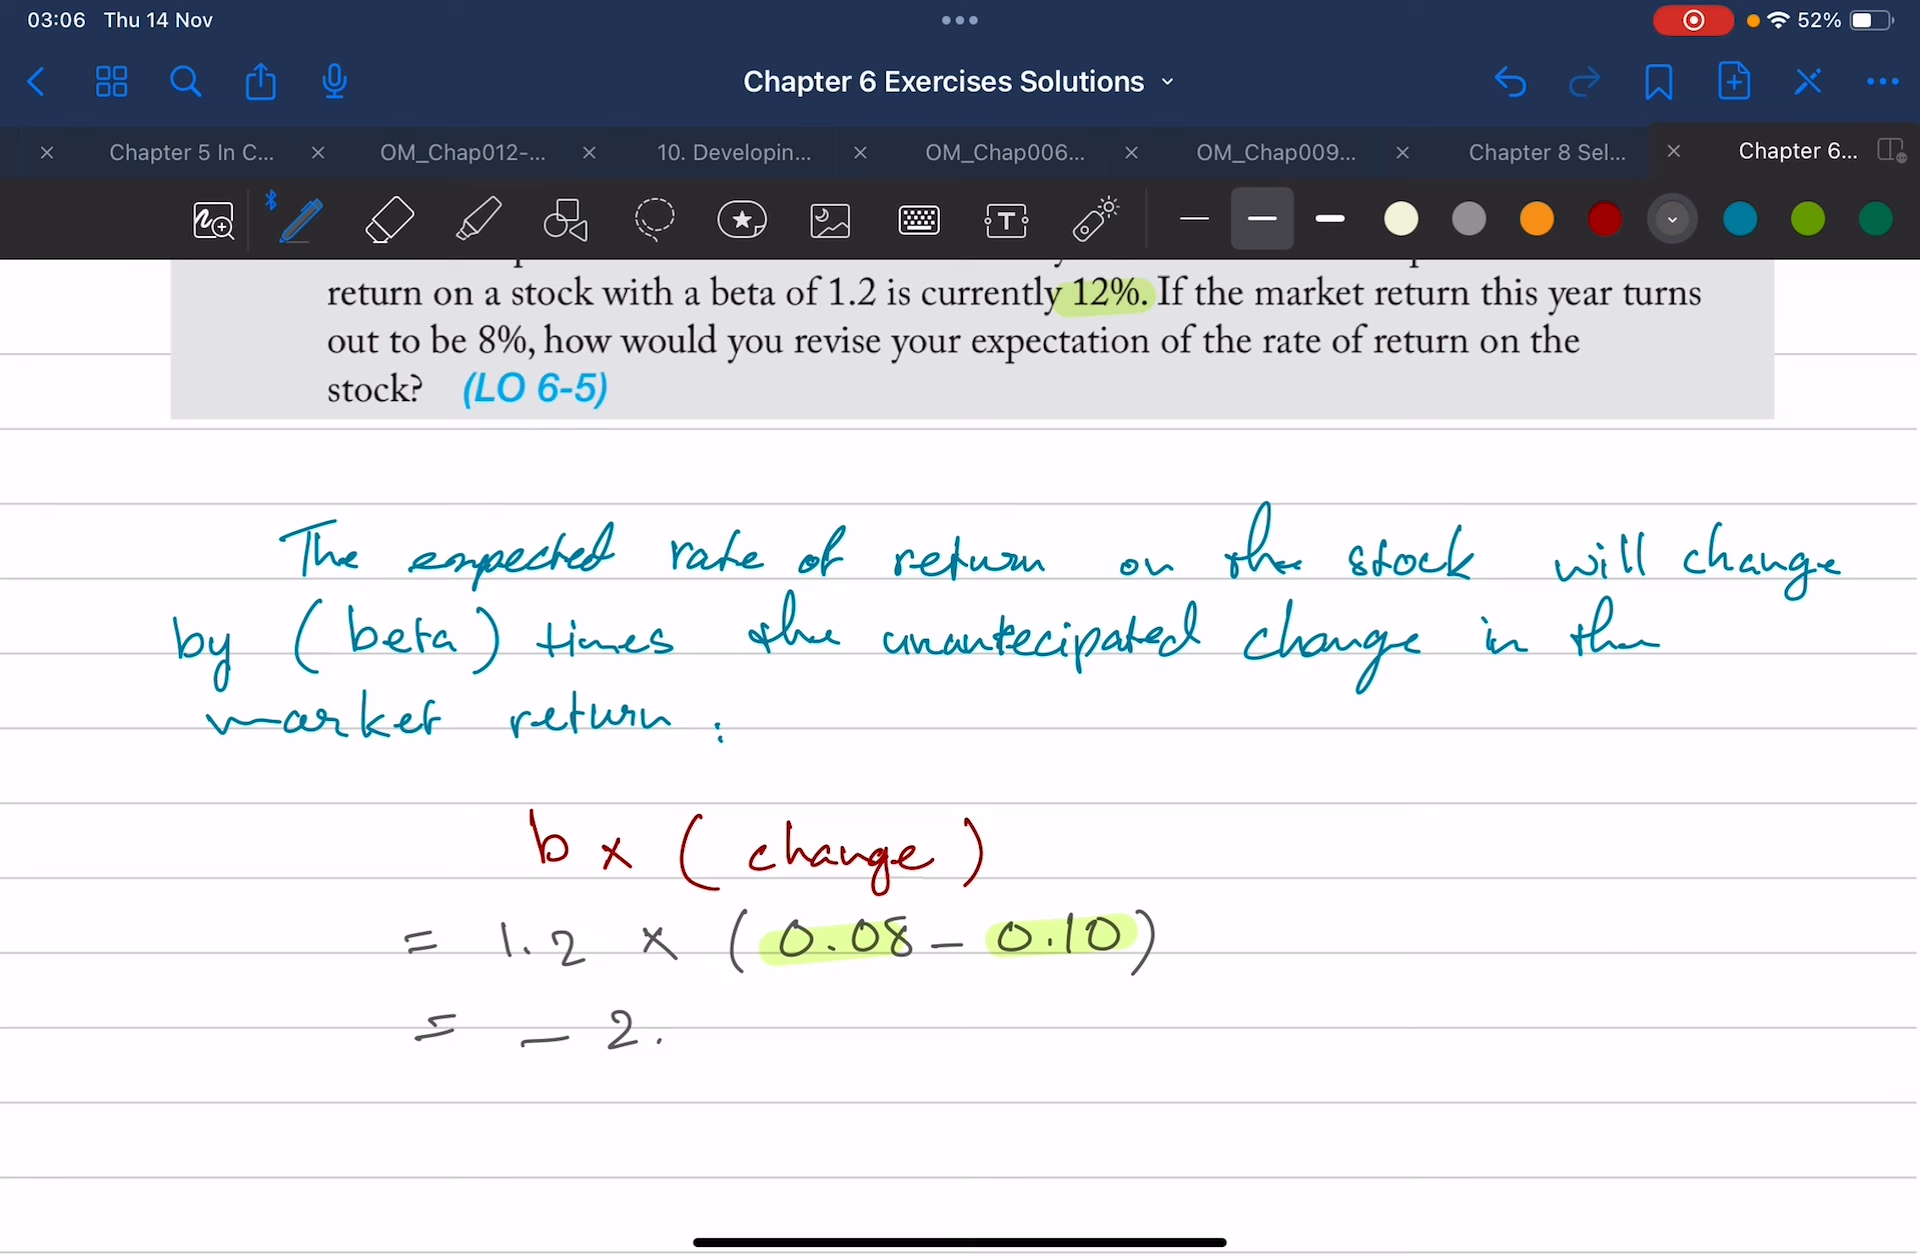 03:06 Thu 14 Nov
52%
Chapter 6 Exercises Solutions
Chapter 5 In C...
OM_Chap012-...
10. Developin...
OM_Chap006...
OM_Chap009...
Chapter 8 Sel...
Chapter 6...
return on a stock with a beta of 1.2 is currently 12%. If the market return this year turns
out to be 8%, how would you revise your expectation of the rate of return on the
stock? (LO 6-5)
The expected rate of return on the stock will change
by (beta) times the unantecipated change in the
market return :
b × ( change )
= 1.2 × ( 0.08 - 0.10 )
= - 2.